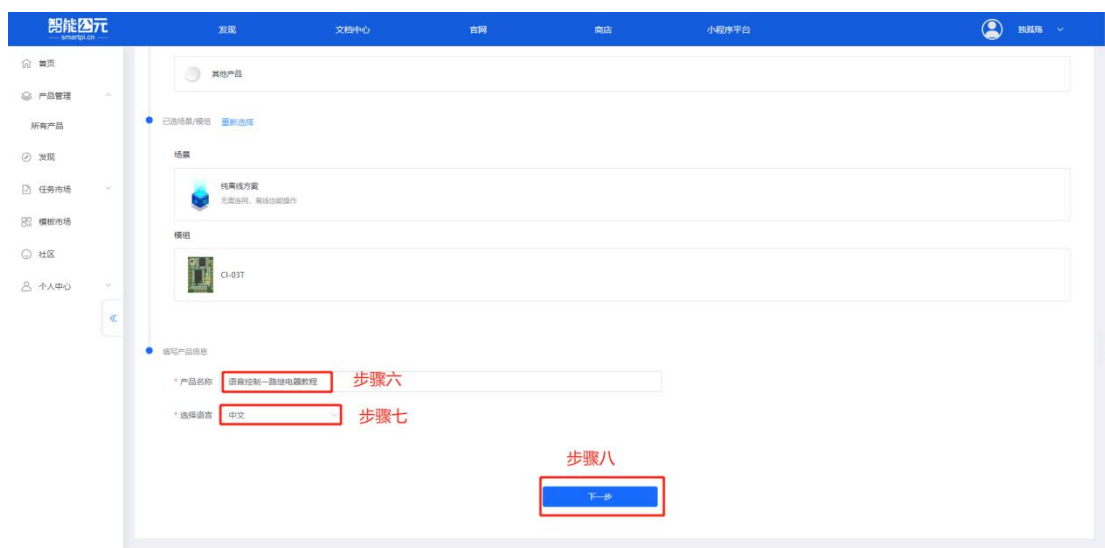 智能公元
smartpi.cn
发现
文档中心
官网
商店
小程序平台
首页
产品管理
所有产品
发现
任务市场
模板市场
社区
个人中心
其他产品
已选场景/模组 重新选择
场景
纯离线方案
无需连网，离线也能操作
模组
CI-03T
填写产品信息
* 产品名称 语音控制一路继电器教程 步骤六
* 选择语言 中文 步骤七
步骤八
下一步